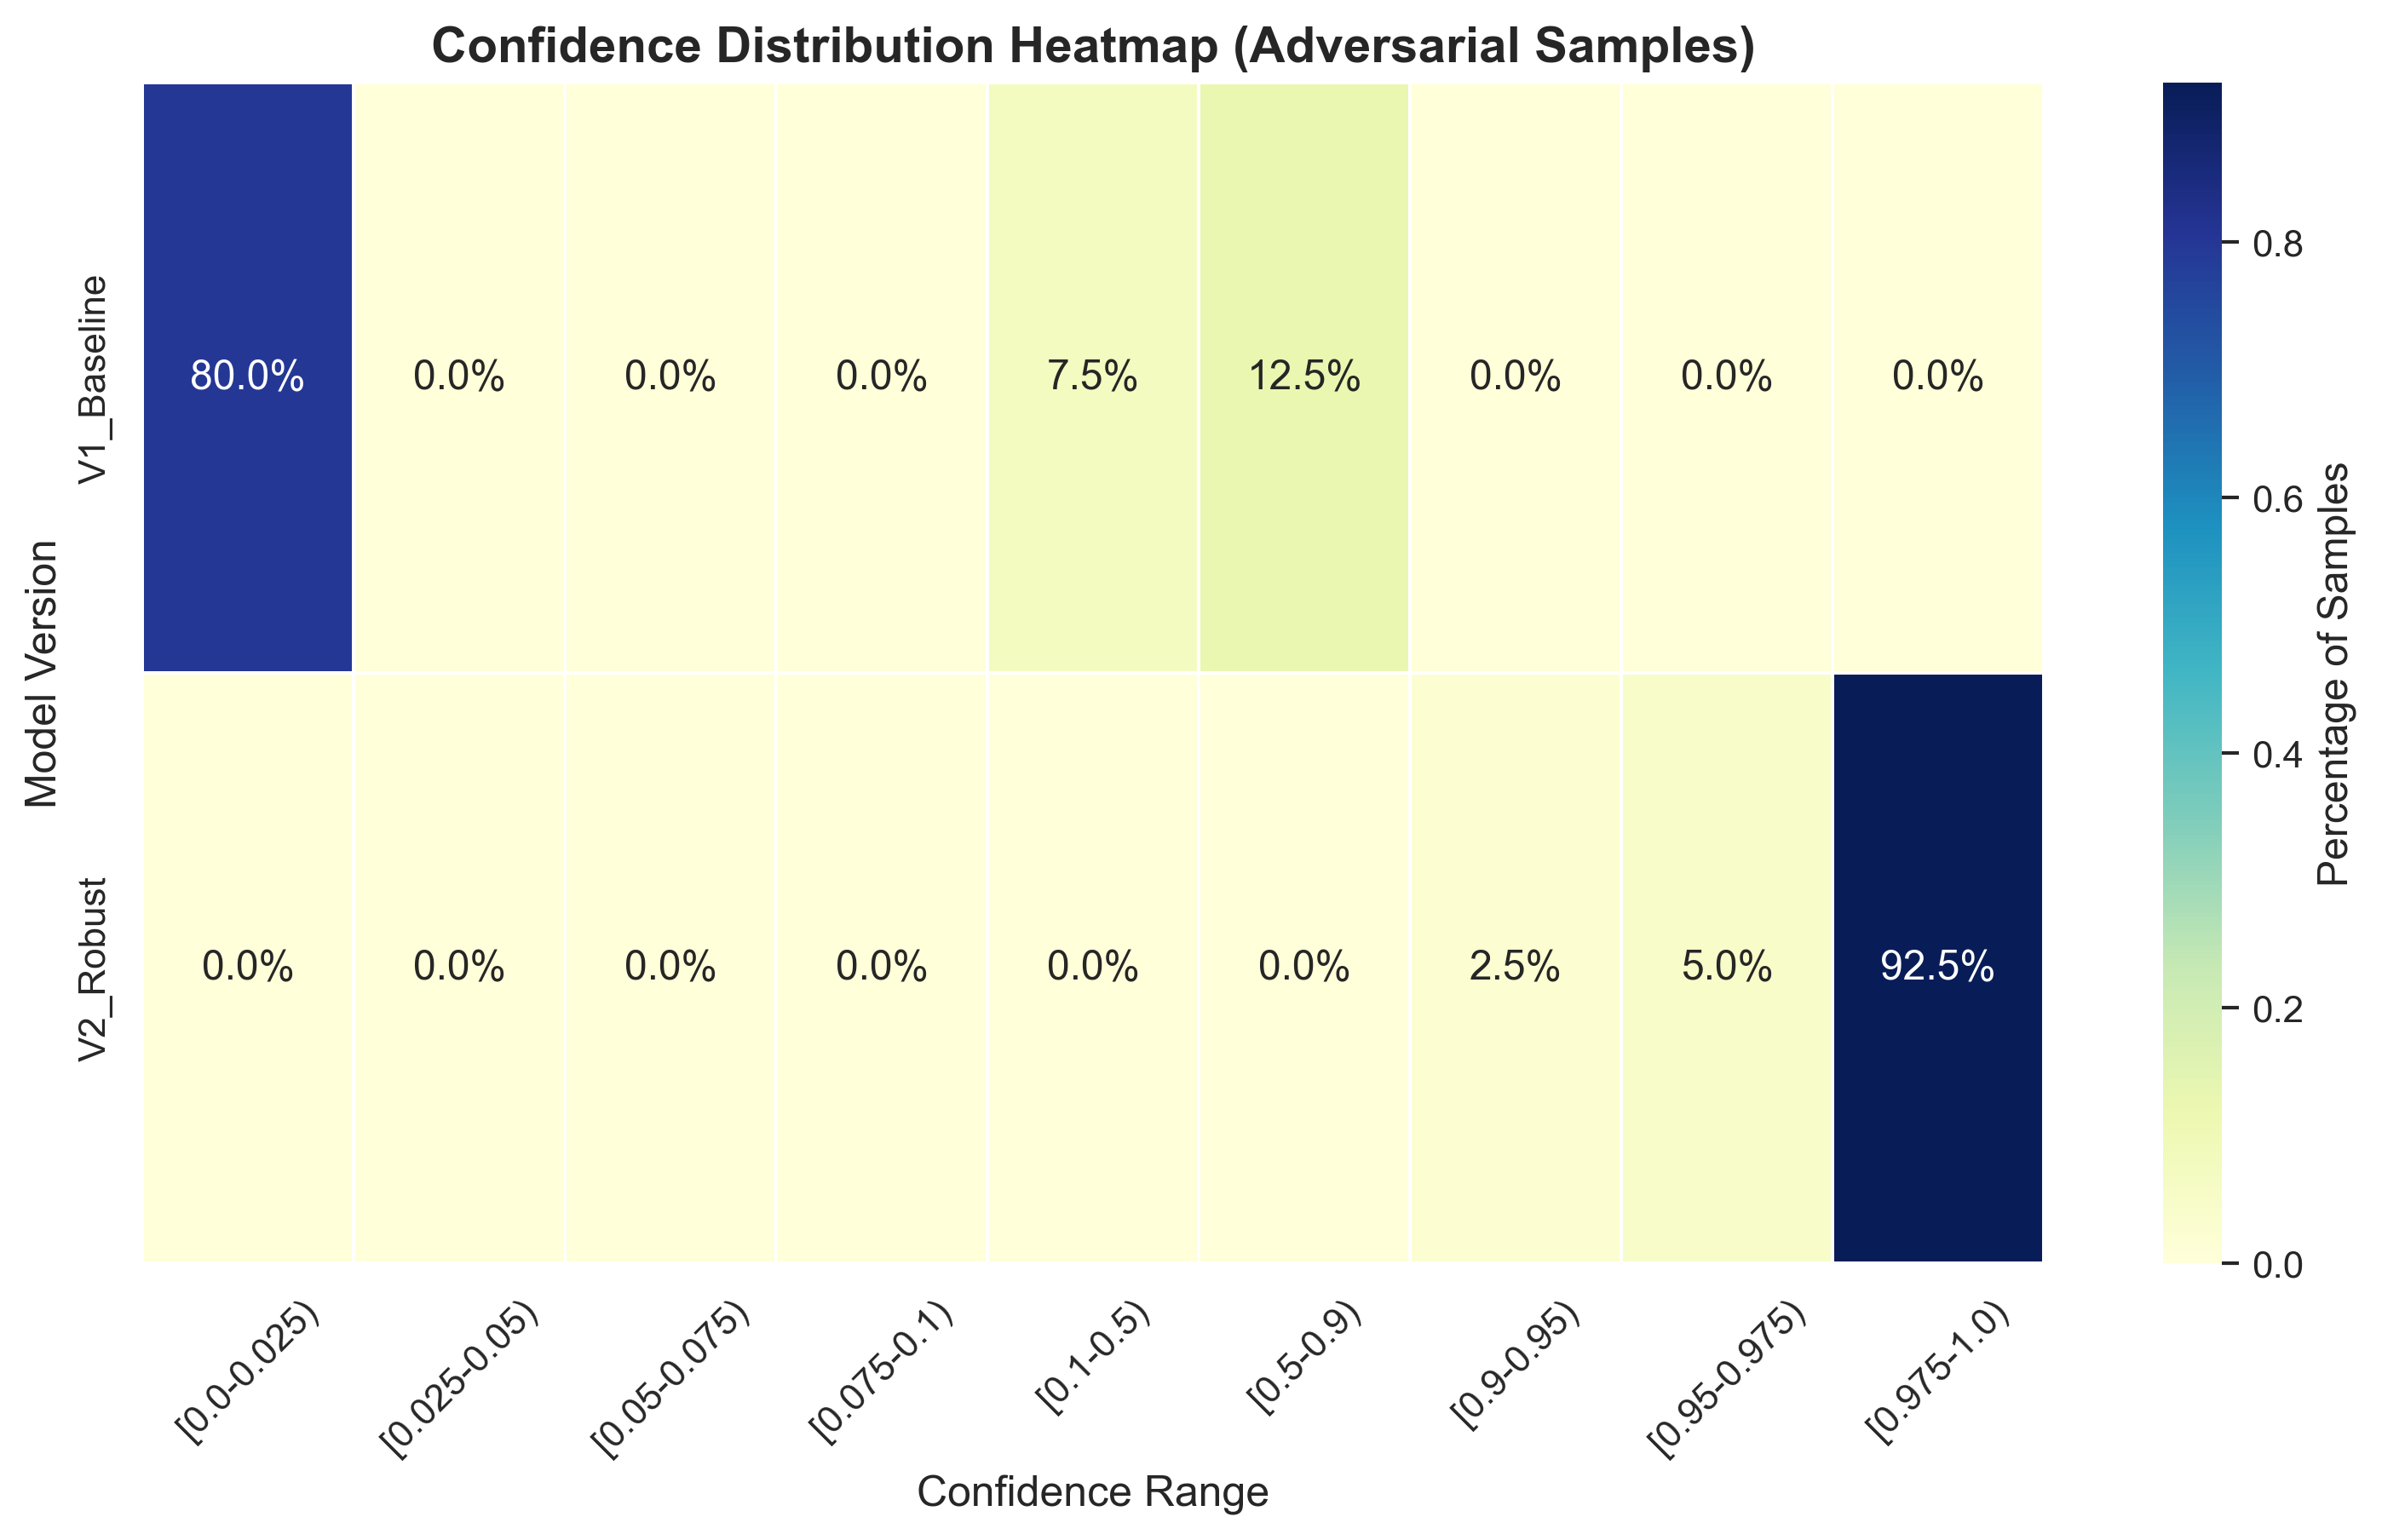 Confidence Distribution Heatmap (Adversarial Samples)
Model Version
V1_Baseline
80.0% 0.0% 0.0% 0.0% 7.5% 12.5% 0.0% 0.0% 0.0%
V2_Robust
0.0% 0.0% 0.0% 0.0% 0.0% 0.0% 2.5% 5.0% 92.5%
[0.0-0.025) [0.025-0.05) [0.05-0.075) [0.075-0.1) [0.1-0.5) [0.5-0.9) [0.9-0.95) [0.95-0.975) [0.975-1.0)
Confidence Range
0.8
0.6
0.4
0.2
0.0
Percentage of Samples